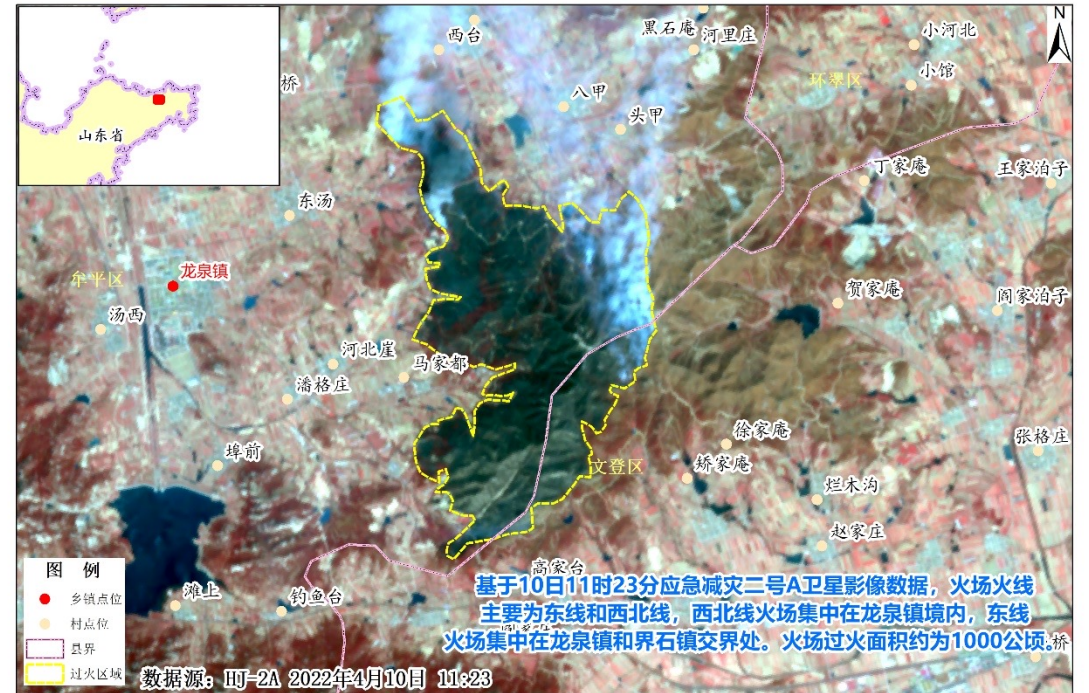 N
西台
黑石庵
河里庄
小河北
环翠区
小馆
桥
八甲
头甲
山东省
丁家庵
王家泊子
东汤
牟平区
龙泉镇
贺家庵
阎家泊子
汤西
河北崖
马家都
潘格庄
徐家庵
张格庄
埠前
文登区
矫家庵
烂木沟
赵家庄
高家台
图 例
乡镇点位
村点位
县界
过火区域
滩上
钓鱼台
基于10日11时23分应急减灾二号A卫星影像数据，火场火线
主要为东线和西北线，西北线火场集中在龙泉镇境内，东线
火场集中在龙泉镇和界石镇交界处。火场过火面积约为1000公顷。
桥
数据源：HJ-2A 2022年4月10日 11:23